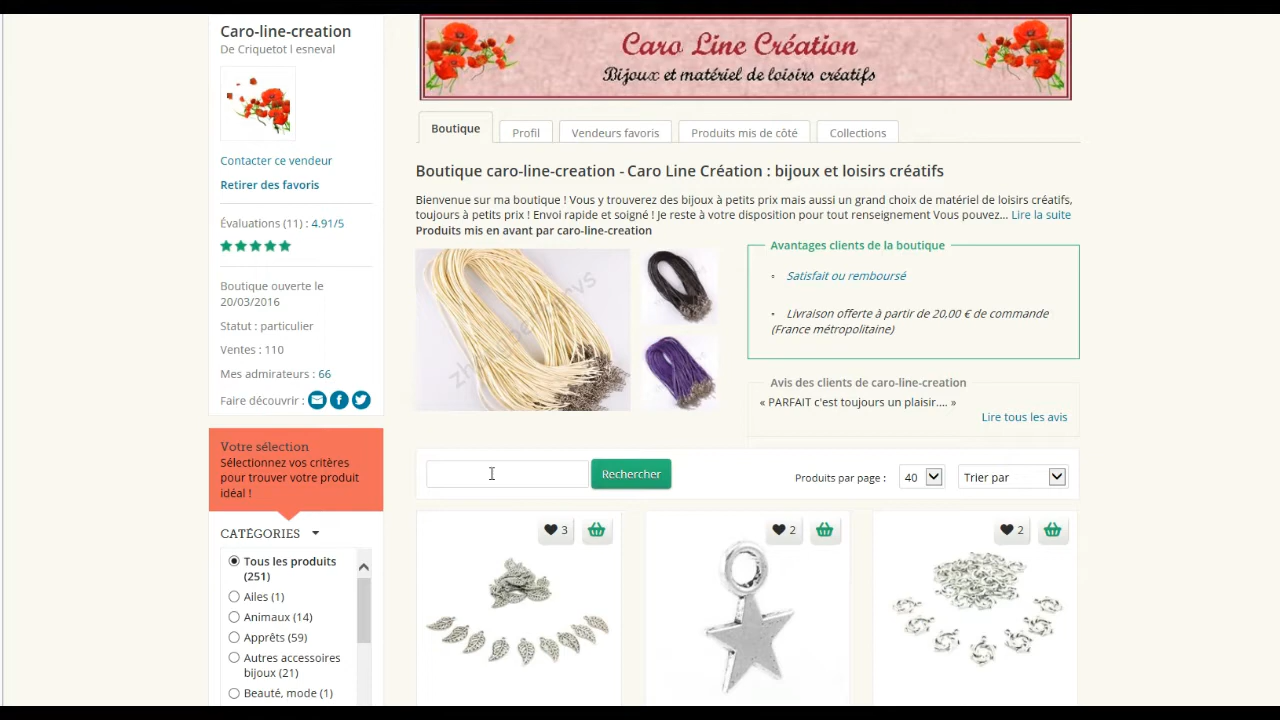 Caro-line-creation
De Criquetot l esneval
Contacter ce vendeur
Retirer des favoris
Évaluations (11) : 4.91/5
Boutique ouverte le
20/03/2016
Statut : particulier
Ventes : 110
Mes admirateurs : 66
Faire découvrir :
Votre sélection
Sélectionnez vos critères
pour trouver votre produit
idéal !
CATÉGORIES
Tous les produits
(251)
Ailes (1)
Animaux (14)
Apprêts (59)
Autres accessoires
bijoux (21)
Beauté, mode (1)
Caro Line Création
Bijoux et matériel de loisirs créatifs
Boutique
Profil
Vendeurs favoris
Produits mis de côté
Collections
Boutique caro-line-creation - Caro Line Création : bijoux et loisirs créatifs
Bienvenue sur ma boutique ! Vous y trouverez des bijoux à petits prix mais aussi un grand choix de matériel de loisirs créatifs,
toujours à petits prix ! Envoi rapide et soigné ! Je reste à votre disposition pour tout renseignement Vous pouvez... Lire la suite
Produits mis en avant par caro-line-creation
Avantages clients de la boutique
Satisfait ou remboursé
Livraison offerte à partir de 20,00 € de commande
(France métropolitaine)
Avis des clients de caro-line-creation
« PARFAIT c'est toujours un plaisir.... »
Lire tous les avis
Rechercher
Produits par page :
40
Trier par
3
2
2